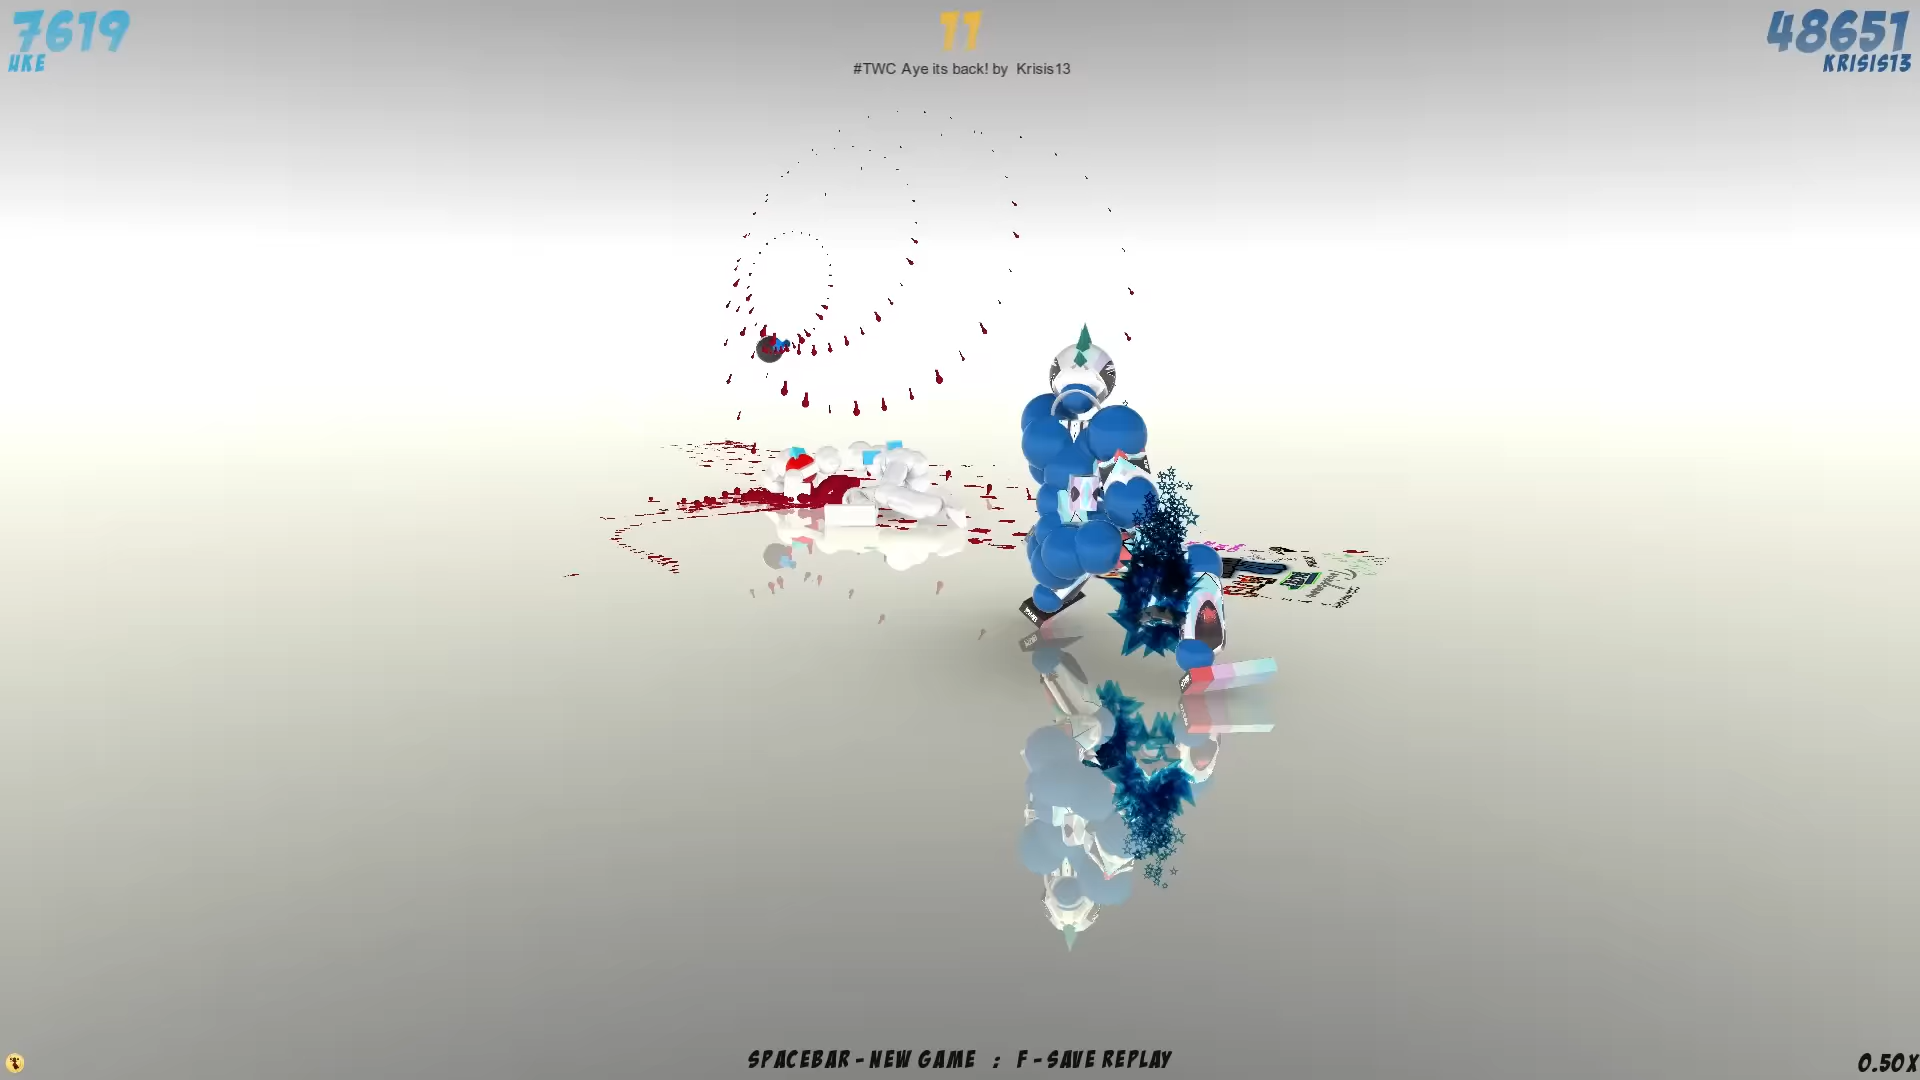 7619
UKE
11
#TWC Aye its back! by Krisis13
48651
KRISIS13
SPACEBAR - NEW GAME : F - SAVE REPLAY
0.50X